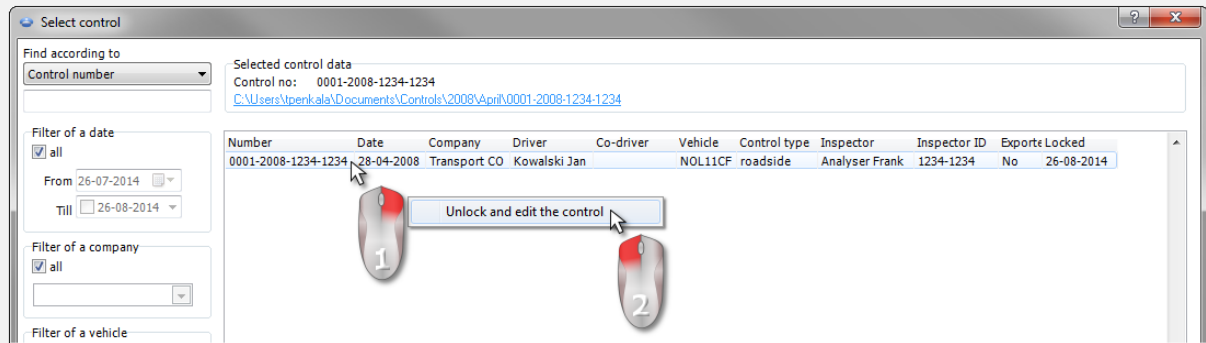 Select control
Find according to
Control number
Selected control data
Control no: 0001-2008-1234-1234
C:\Users\tpenkala\Documents\Controls\2008\April\0001-2008-1234-1234
Filter of a date
all
From 26-07-2014
Till 26-08-2014
Number Date Company Driver Co-driver Vehicle Control type Inspector Inspector ID Exporte Locked
0001-2008-1234-1234 28-04-2008 Transport CO Kowalski Jan NOL11CF roadside Analyser Frank 1234-1234 No 26-08-2014
Unlock and edit the control
1
2
Filter of a company
all
Filter of a vehicle